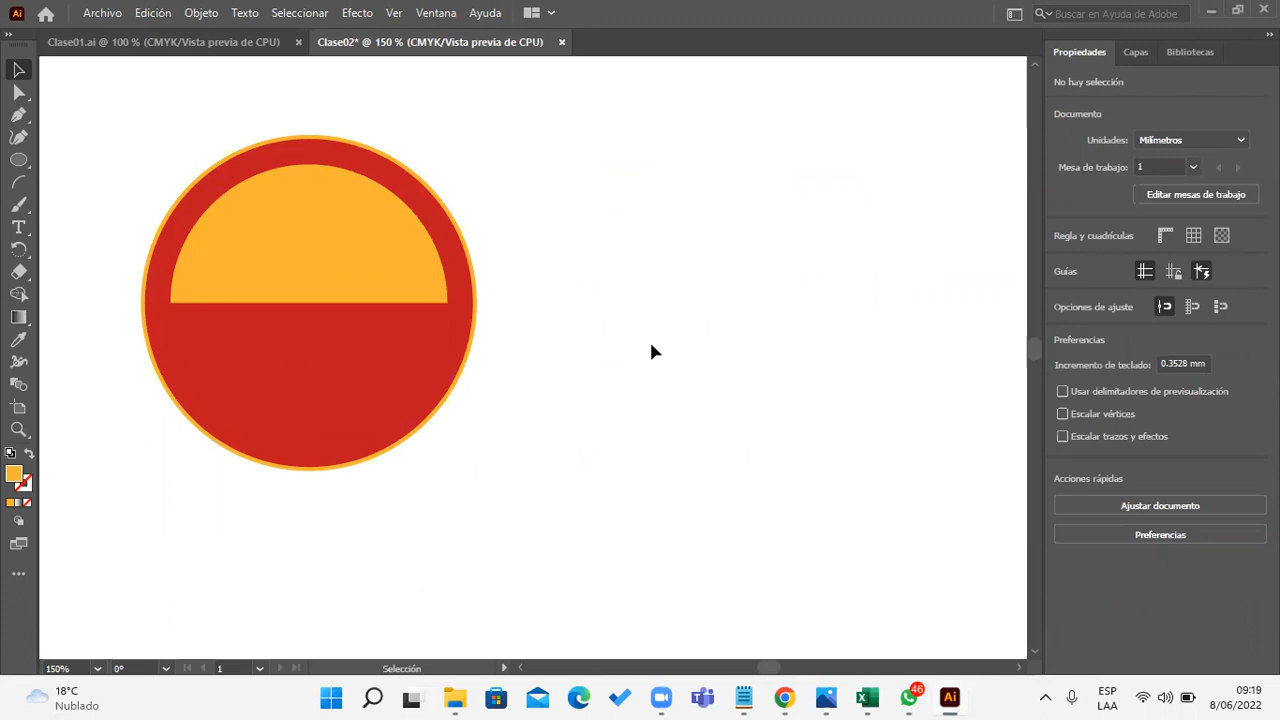 Ai
Archivo Edición Objeto Texto Seleccionar Efecto Ver Ventana Ayuda
Buscar en Ayuda de Adobe
Clase01.ai @ 100 % (CMYK/Vista previa de CPU)
Clase02* @ 150 % (CMYK/Vista previa de CPU)
Propiedades Capas Bibliotecas
No hay selección
Documento
Unidades: Milímetros
Mesa de trabajo: 1
Editar mesas de trabajo
Regla y cuadrículas
Guías
Opciones de ajuste
Preferencias
Incremento de teclado: 0.3528 mm
Usar delimitadores de previsualización
Escalar vértices
Escalar trazos y efectos
Acciones rápidas
Ajustar documento
Preferencias
150% 0° 1 Selección
18°C
Nublado
46
Ai
ESP
LAA
09:19
8/06/2022